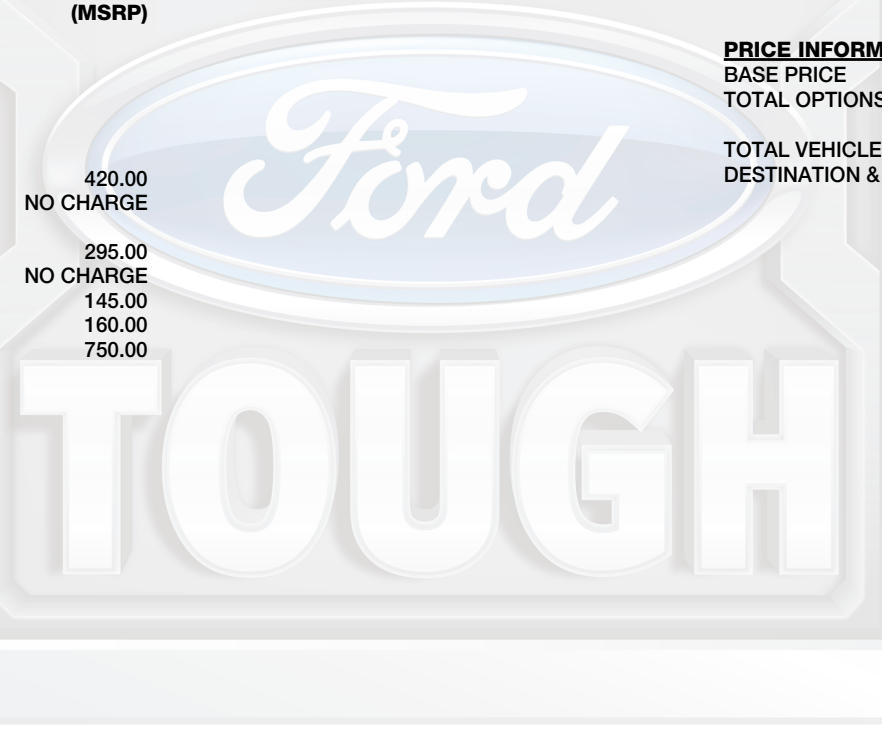 (MSRP)
420.00
NO CHARGE
295.00
NO CHARGE
145.00
160.00
750.00
PRICE INFORM
BASE PRICE
TOTAL OPTIONS
TOTAL VEHICLE
DESTINATION &
Ford
TOUGH